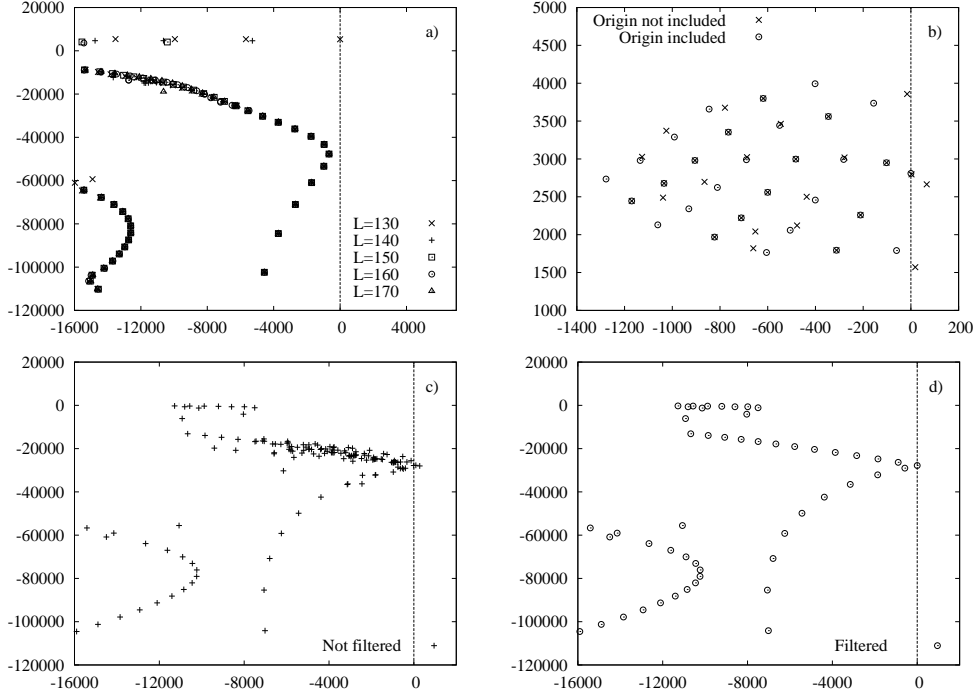 20000
0
-20000
-40000
-60000
-80000
-100000
-120000
-16000 -12000 -8000 -4000 0 4000
a)
L=130
L=140
L=150
L=160
L=170
5000
4500
4000
3500
3000
2500
2000
1500
1000
-1400 -1200 -1000 -800 -600 -400 -200 0 200
b)
Origin not included
Origin included
20000
0
-20000
-40000
-60000
-80000
-100000
-120000
-16000 -12000 -8000 -4000 0
c)
Not filtered
20000
0
-20000
-40000
-60000
-80000
-100000
-120000
-16000 -12000 -8000 -4000 0
d)
Filtered